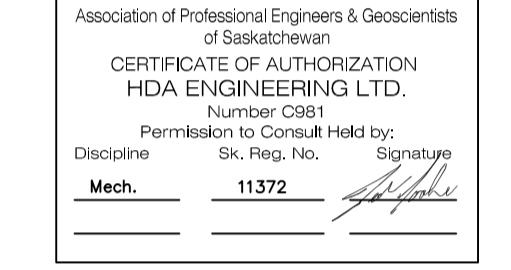 Association of Professional Engineers & Geoscientists
of Saskatchewan
CERTIFICATE OF AUTHORIZATION
HDA ENGINEERING LTD.
Number C981
Permission to Consult Held by:
Discipline Sk. Reg. No. Signature
Mech. 11372